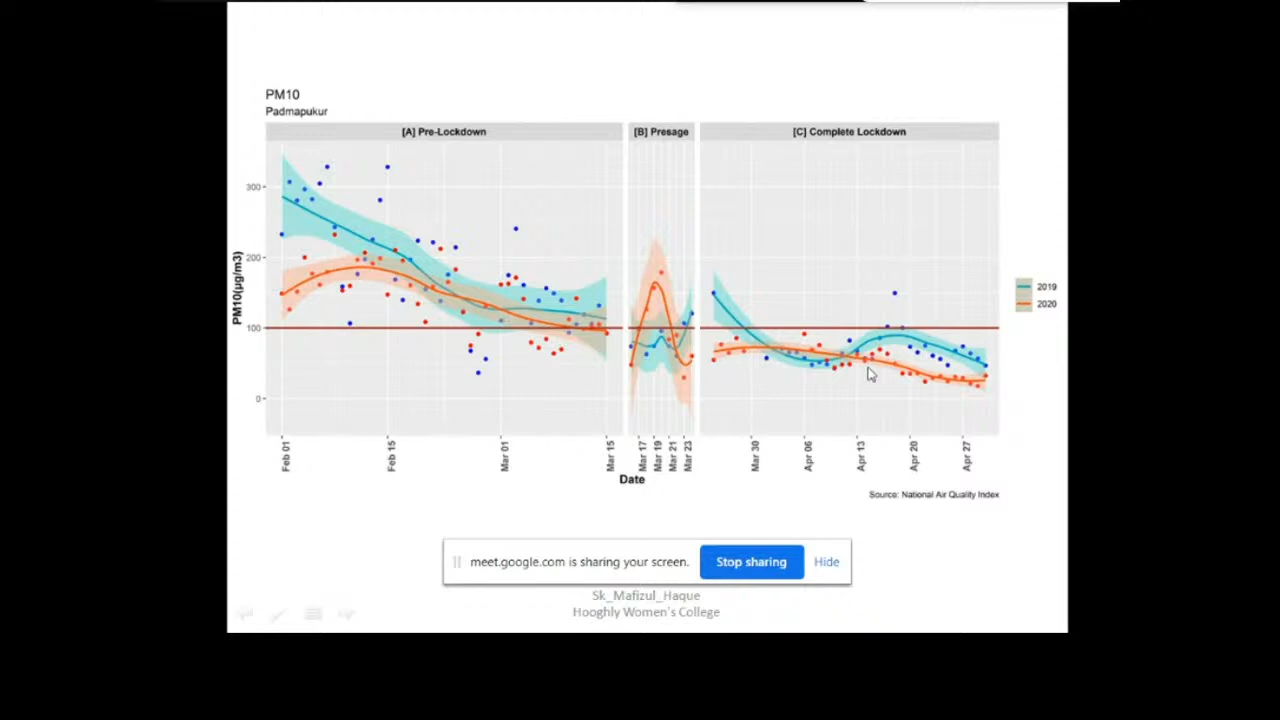 PM10
Padmapukur
[A] Pre-Lockdown
[B] Presage
[C] Complete Lockdown
PM10(µg/m3)
300
200
100
0
2019
2020
Feb 01
Feb 15
Mar 01
Mar 15
Mar 17
Mar 19
Mar 21
Mar 23
Mar 30
Apr 06
Apr 13
Apr 20
Apr 27
Date
Source: National Air Quality Index
meet.google.com is sharing your screen.
Stop sharing
Hide
Sk_Mafizul_Haque
Hooghly Women's College